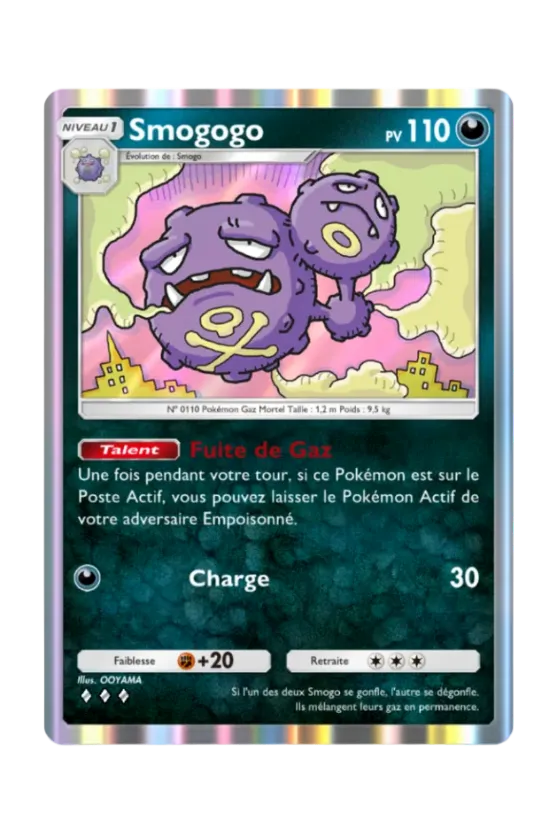 NIVEAU 1 Smogogo PV 110
Évolution de : Smogo
N° 0110 Pokémon Gaz Mortel Taille : 1,2 m Poids : 9,5 kg
Talent Fuite de Gaz
Une fois pendant votre tour, si ce Pokémon est sur le
Poste Actif, vous pouvez laisser le Pokémon Actif de
votre adversaire Empoisonné.
Charge 30
Faiblesse +20 Retraite
Illus. OOYAMA
Si l'un des deux Smogo se gonfle, l'autre se dégonfle.
Ils mélangent leurs gaz en permanence.